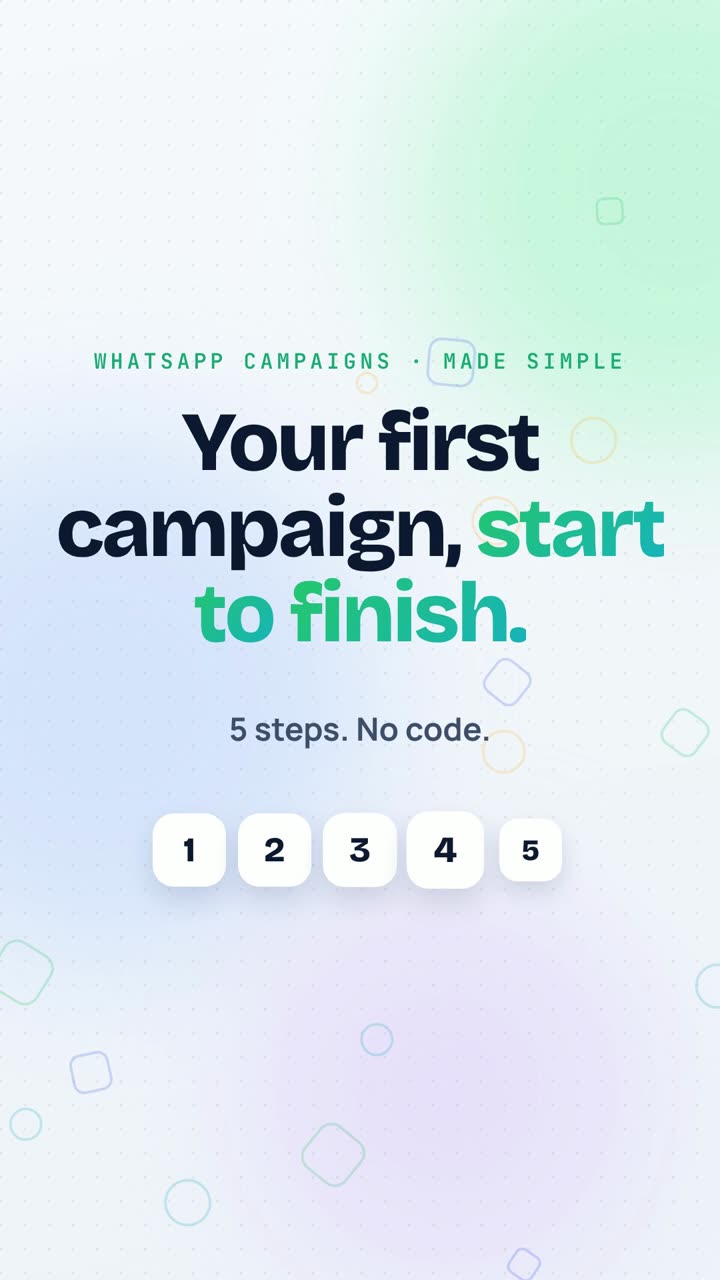 WHATSAPP CAMPAIGNS · MADE SIMPLE
Your first
campaign, start
to finish.
5 steps. No code.
1 2 3 4 5